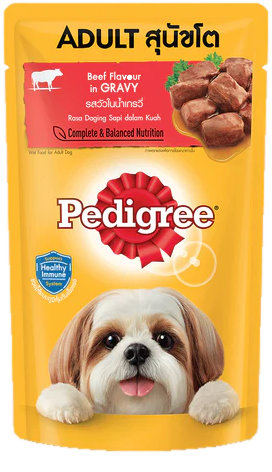 ADULT สุนัขโต
Beef Flavour
in GRAVY
รสวัวในน้ำเกรวี่
Rasa Daging Sapi dalam Kuah
Complete & Balanced Nutrition
Wet Food for Adult Dog
Pedigree®
Supports
Healthy
Immune
System